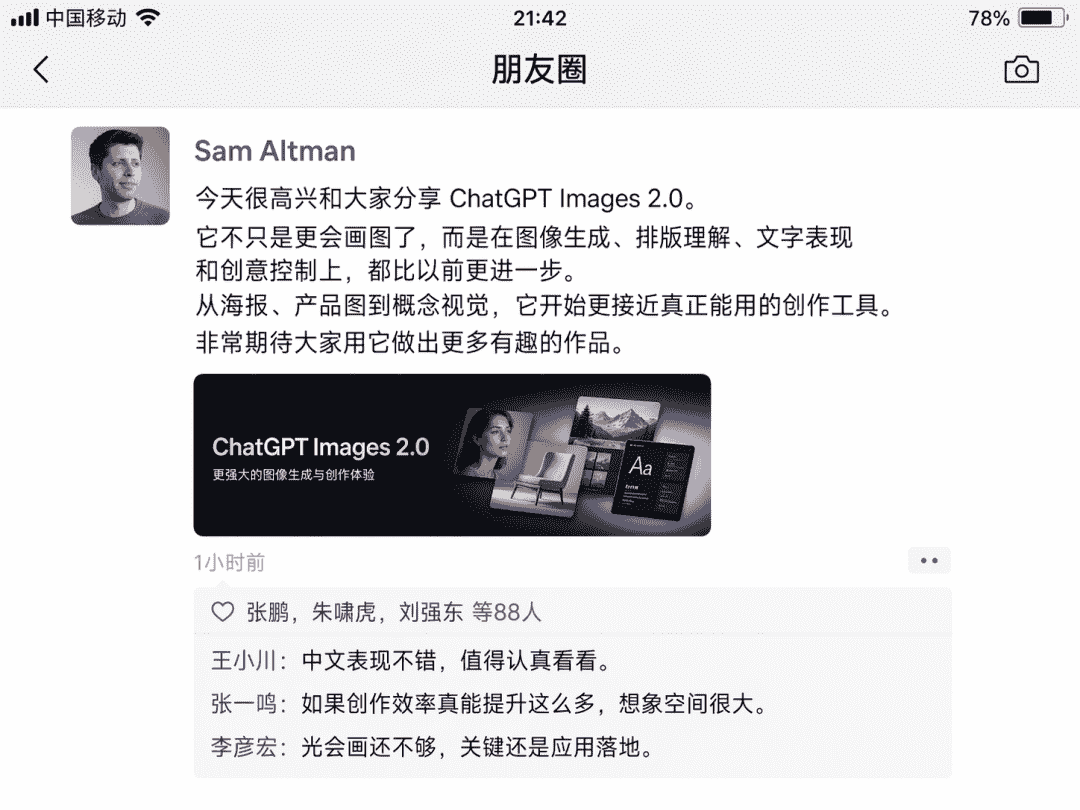 中国移动
21:42
78%
朋友圈
Sam Altman
今天很高兴和大家分享 ChatGPT Images 2.0。
它不只是更会画图了，而是在图像生成、排版理解、文字表现
和创意控制上，都比以前更进一步。
从海报、产品图到概念视觉，它开始更接近真正能用的创作工具。
非常期待大家用它做出更多有趣的作品。
ChatGPT Images 2.0
更强大的图像生成与创作体验
Aa
1小时前
张鹏，朱啸虎，刘强东 等88人
王小川：中文表现不错，值得认真看看。
张一鸣：如果创作效率真能提升这么多，想象空间很大。
李彦宏：光会画还不够，关键还是应用落地。